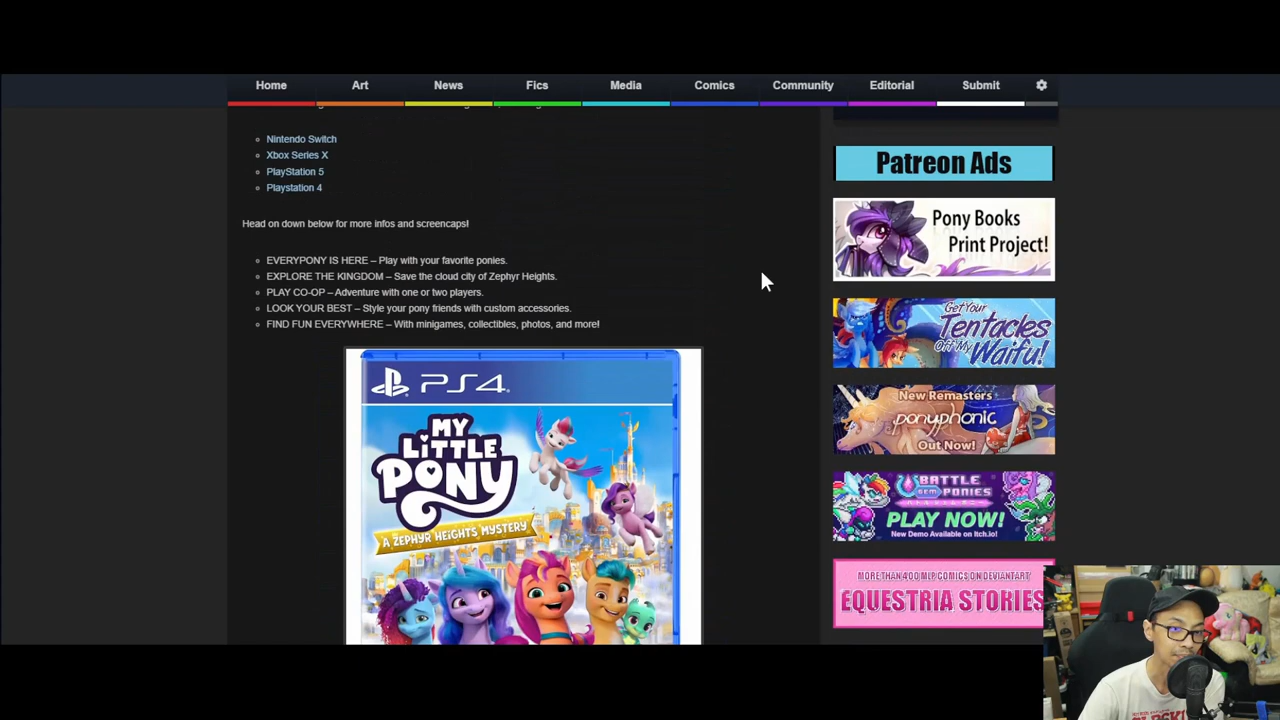 Home Art News Fics Media Comics Community Editorial Submit
Nintendo Switch
Xbox Series X
PlayStation 5
Playstation 4
Head on down below for more infos and screencaps!
EVERYPONY IS HERE – Play with your favorite ponies.
EXPLORE THE KINGDOM – Save the cloud city of Zephyr Heights.
PLAY CO-OP – Adventure with one or two players.
LOOK YOUR BEST – Style your pony friends with custom accessories.
FIND FUN EVERYWHERE – With minigames, collectibles, photos, and more!
PS4
MY
LITTLE
PONY
A ZEPHYR HEIGHTS MYSTERY
Patreon Ads
Pony Books
Print Project!
Get Your
Tentacles
Off My
Waifu!
New Remasters
ponyphonic
Out Now!
BATTLE
GEM PONIES
PLAY NOW!
New Demo Available on Itch.io!
MORE THAN 400 MLP COMICS ON DEVIANTART
EQUESTRIA STORIES